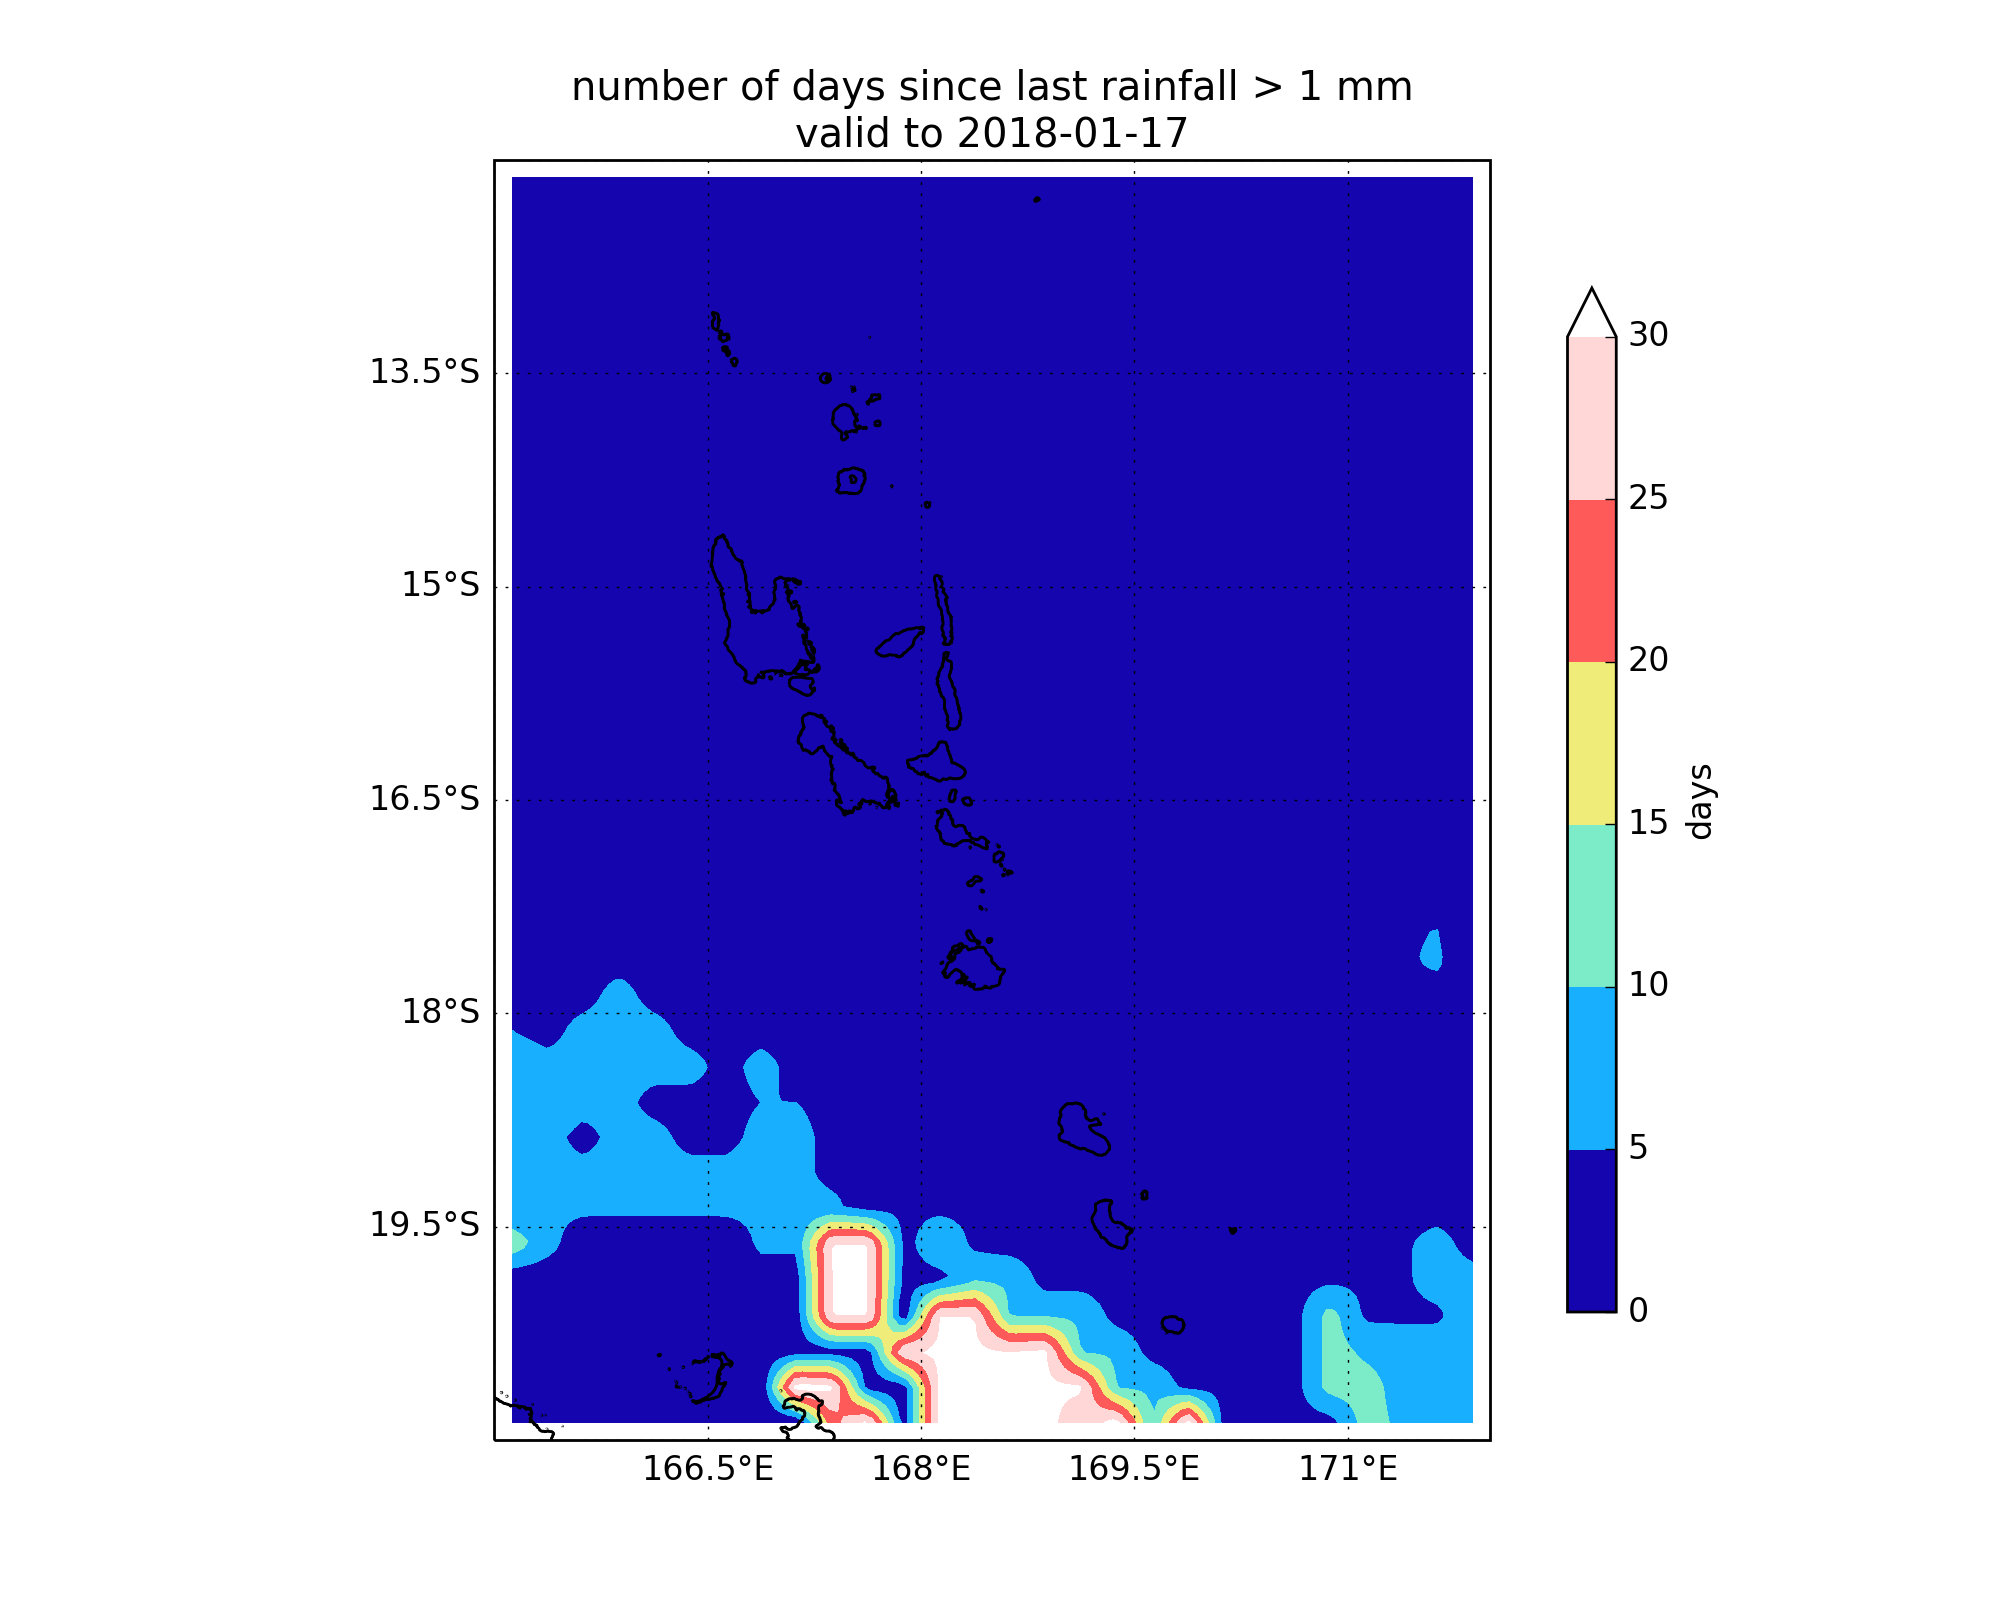 number of days since last rainfall > 1 mm
valid to 2018-01-17
13.5°S
15°S
16.5°S
18°S
19.5°S
166.5°E
168°E
169.5°E
171°E
30
25
20
15
10
5
0
days